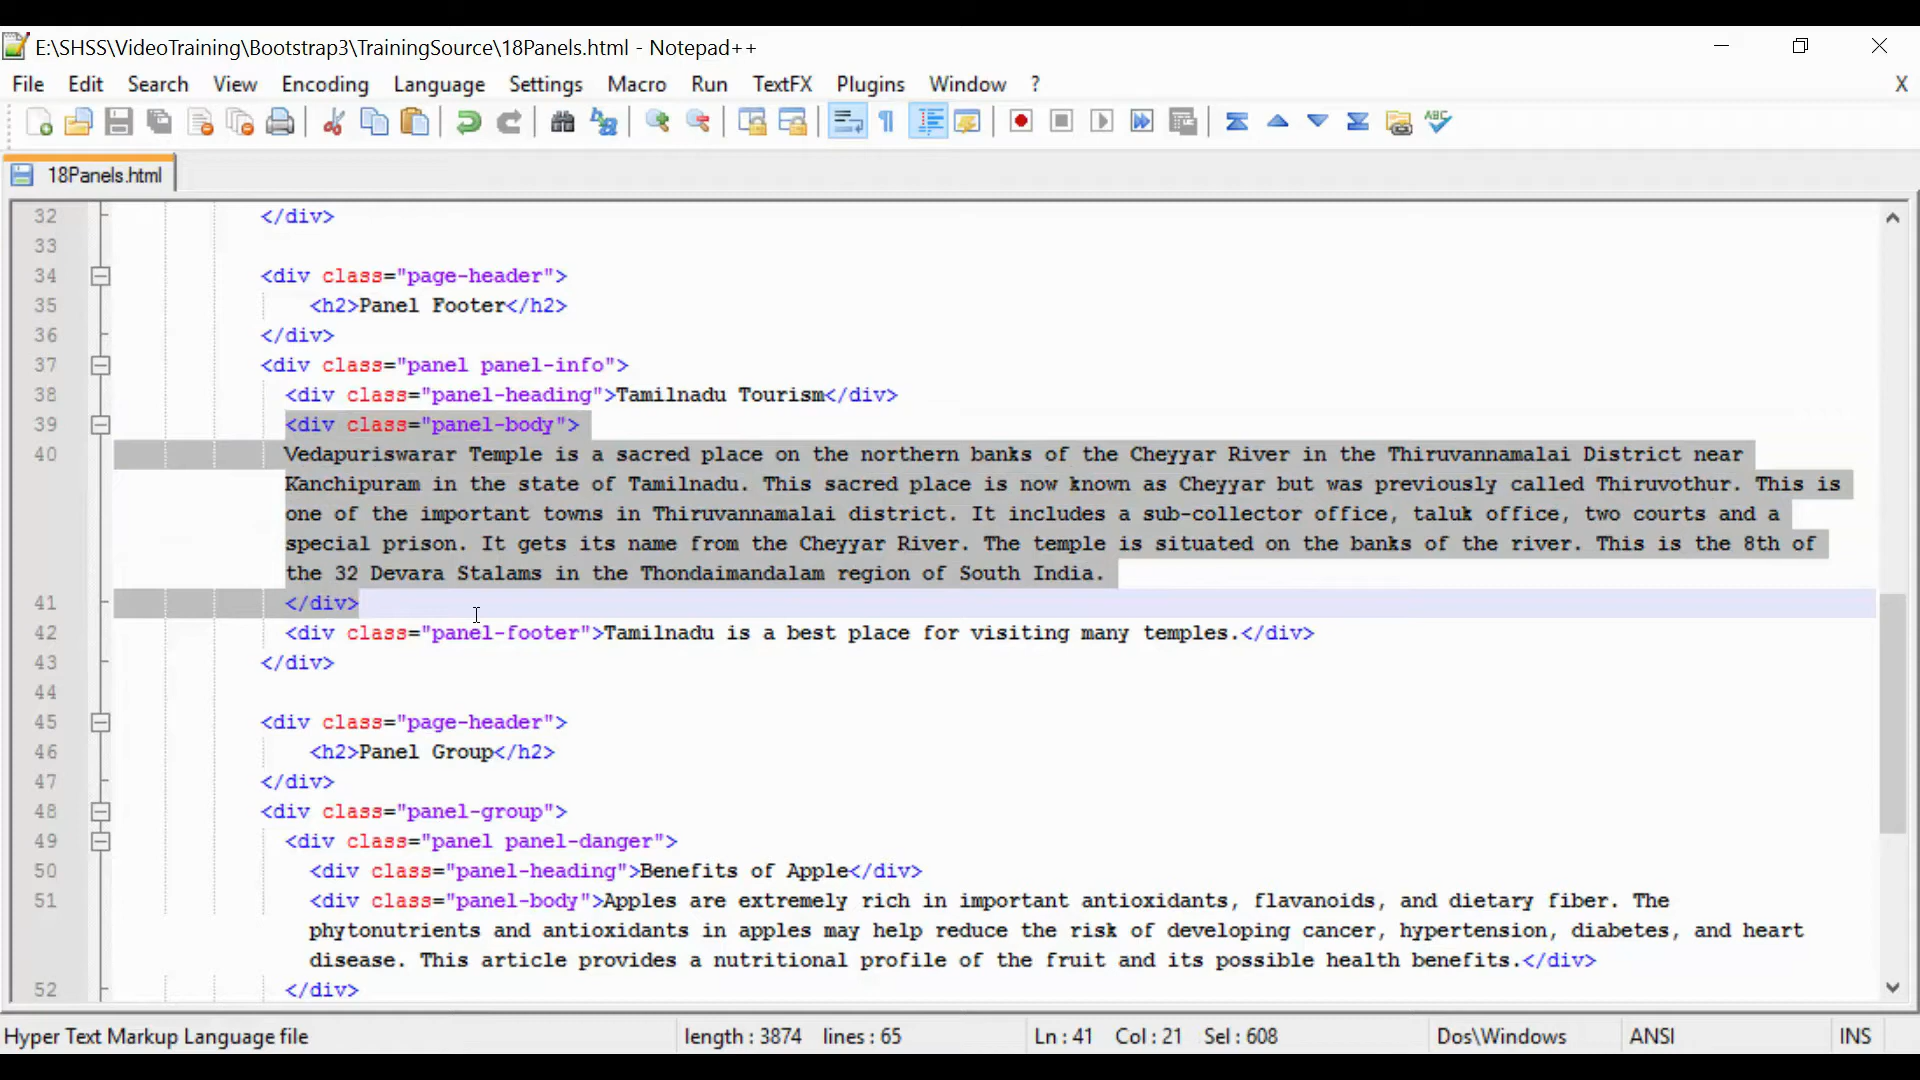 E:\SHSS\VideoTraining\Bootstrap3\TrainingSource\18Panels.html - Notepad++
File Edit Search View Encoding Language Settings Macro Run TextFX Plugins Window ?
X
ABC
18Panels.html
32 </div>
33
34 <div class="page-header">
35 <h2>Panel Footer</h2>
36 </div>
37 <div class="panel panel-info">
38 <div class="panel-heading">Tamilnadu Tourism</div>
39 <div class="panel-body">
40 Vedapuriswarar Temple is a sacred place on the northern banks of the Cheyyar River in the Thiruvannamalai District near
Kanchipuram in the state of Tamilnadu. This sacred place is now known as Cheyyar but was previously called Thiruvothur. This is
one of the important towns in Thiruvannamalai district. It includes a sub-collector office, taluk office, two courts and a
special prison. It gets its name from the Cheyyar River. The temple is situated on the banks of the river. This is the 8th of
the 32 Devara Stalams in the Thondaimandalam region of South India.
41 </div>
42 <div class="panel-footer">Tamilnadu is a best place for visiting many temples.</div>
43 </div>
44
45 <div class="page-header">
46 <h2>Panel Group</h2>
47 </div>
48 <div class="panel-group">
49 <div class="panel panel-danger">
50 <div class="panel-heading">Benefits of Apple</div>
51 <div class="panel-body">Apples are extremely rich in important antioxidants, flavanoids, and dietary fiber. The
phytonutrients and antioxidants in apples may help reduce the risk of developing cancer, hypertension, diabetes, and heart
disease. This article provides a nutritional profile of the fruit and its possible health benefits.</div>
52 </div>
Hyper Text Markup Language file length : 3874 lines : 65 Ln : 41 Col : 21 Sel : 608 Dos\Windows ANSI INS